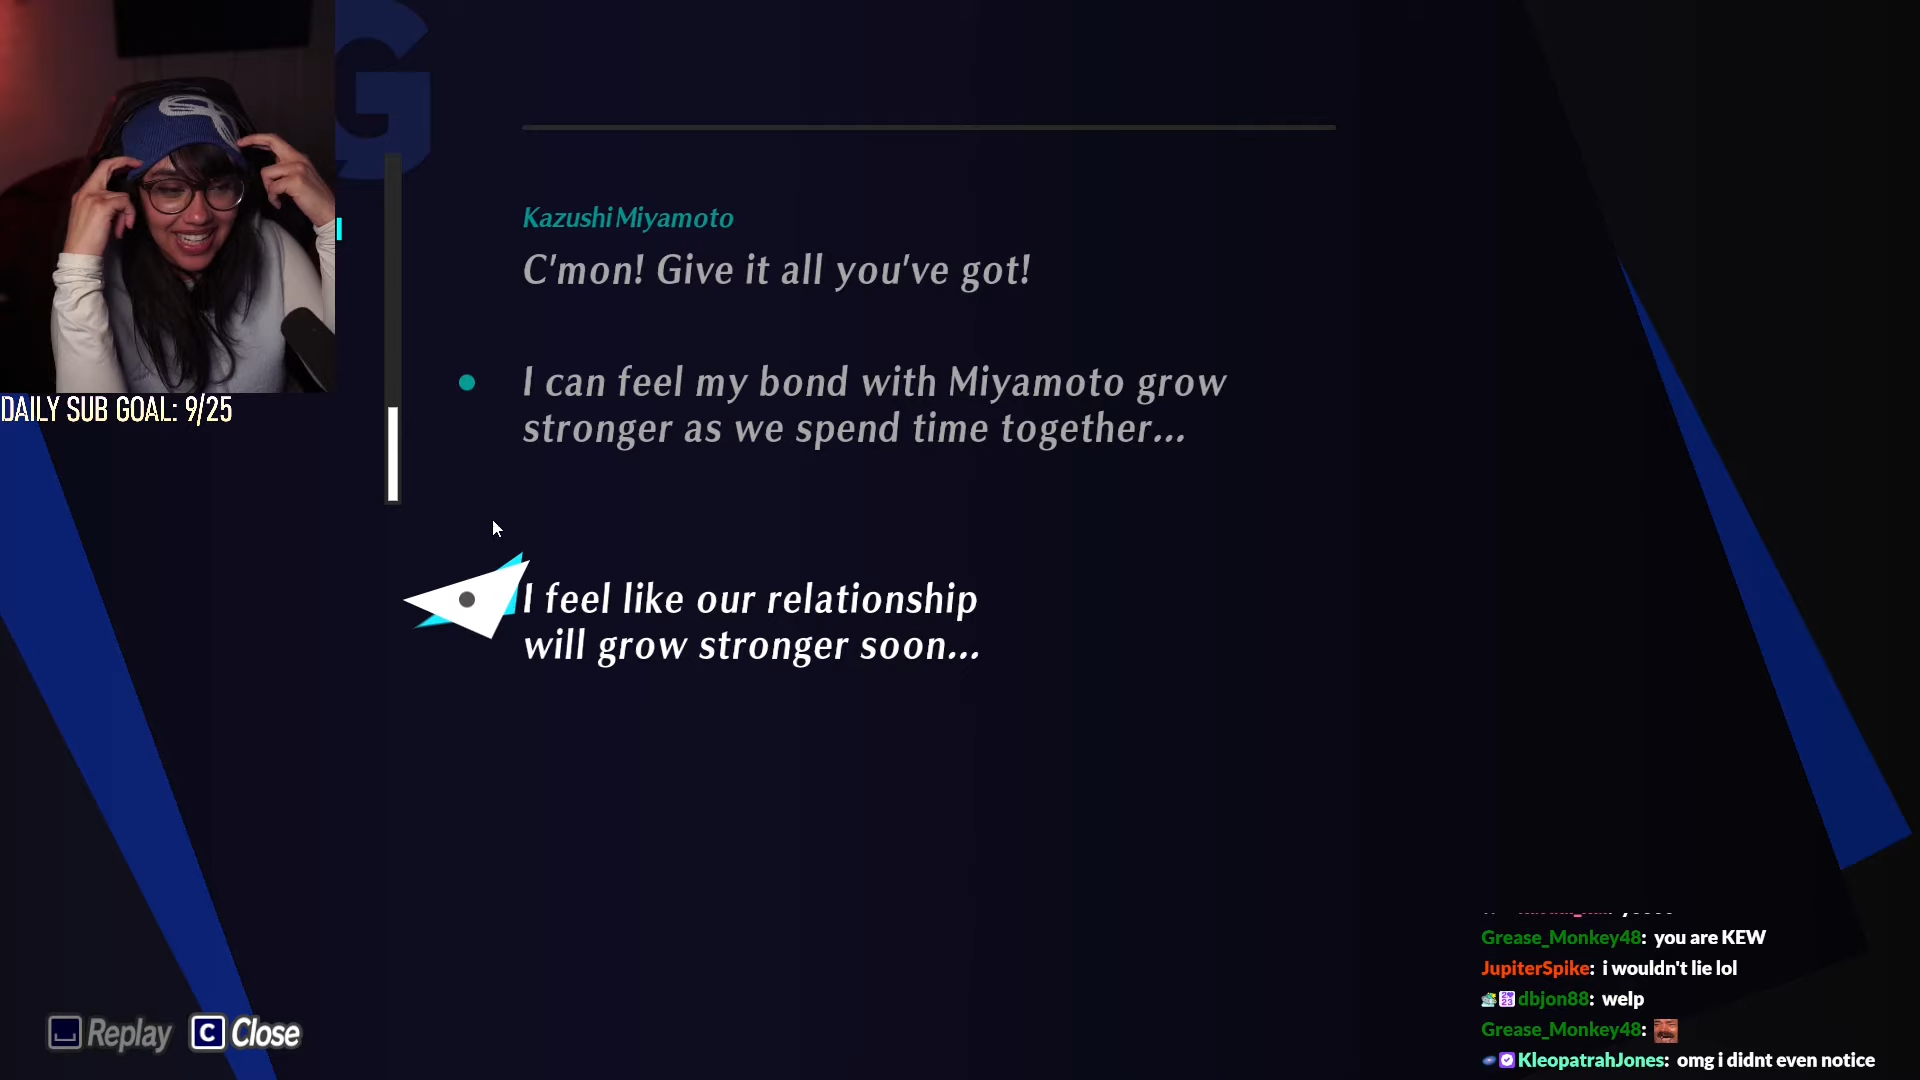 G
Kazushi Miyamoto
C'mon! Give it all you've got!
I can feel my bond with Miyamoto grow
stronger as we spend time together...
DAILY SUB GOAL: 9/25
I feel like our relationship
will grow stronger soon...
Grease_Monkey48: you are KEW
JupiterSpike: i wouldn't lie lol
dbjon88: welp
Grease_Monkey48:
KleopatrahJones: omg i didnt even notice
Replay C Close